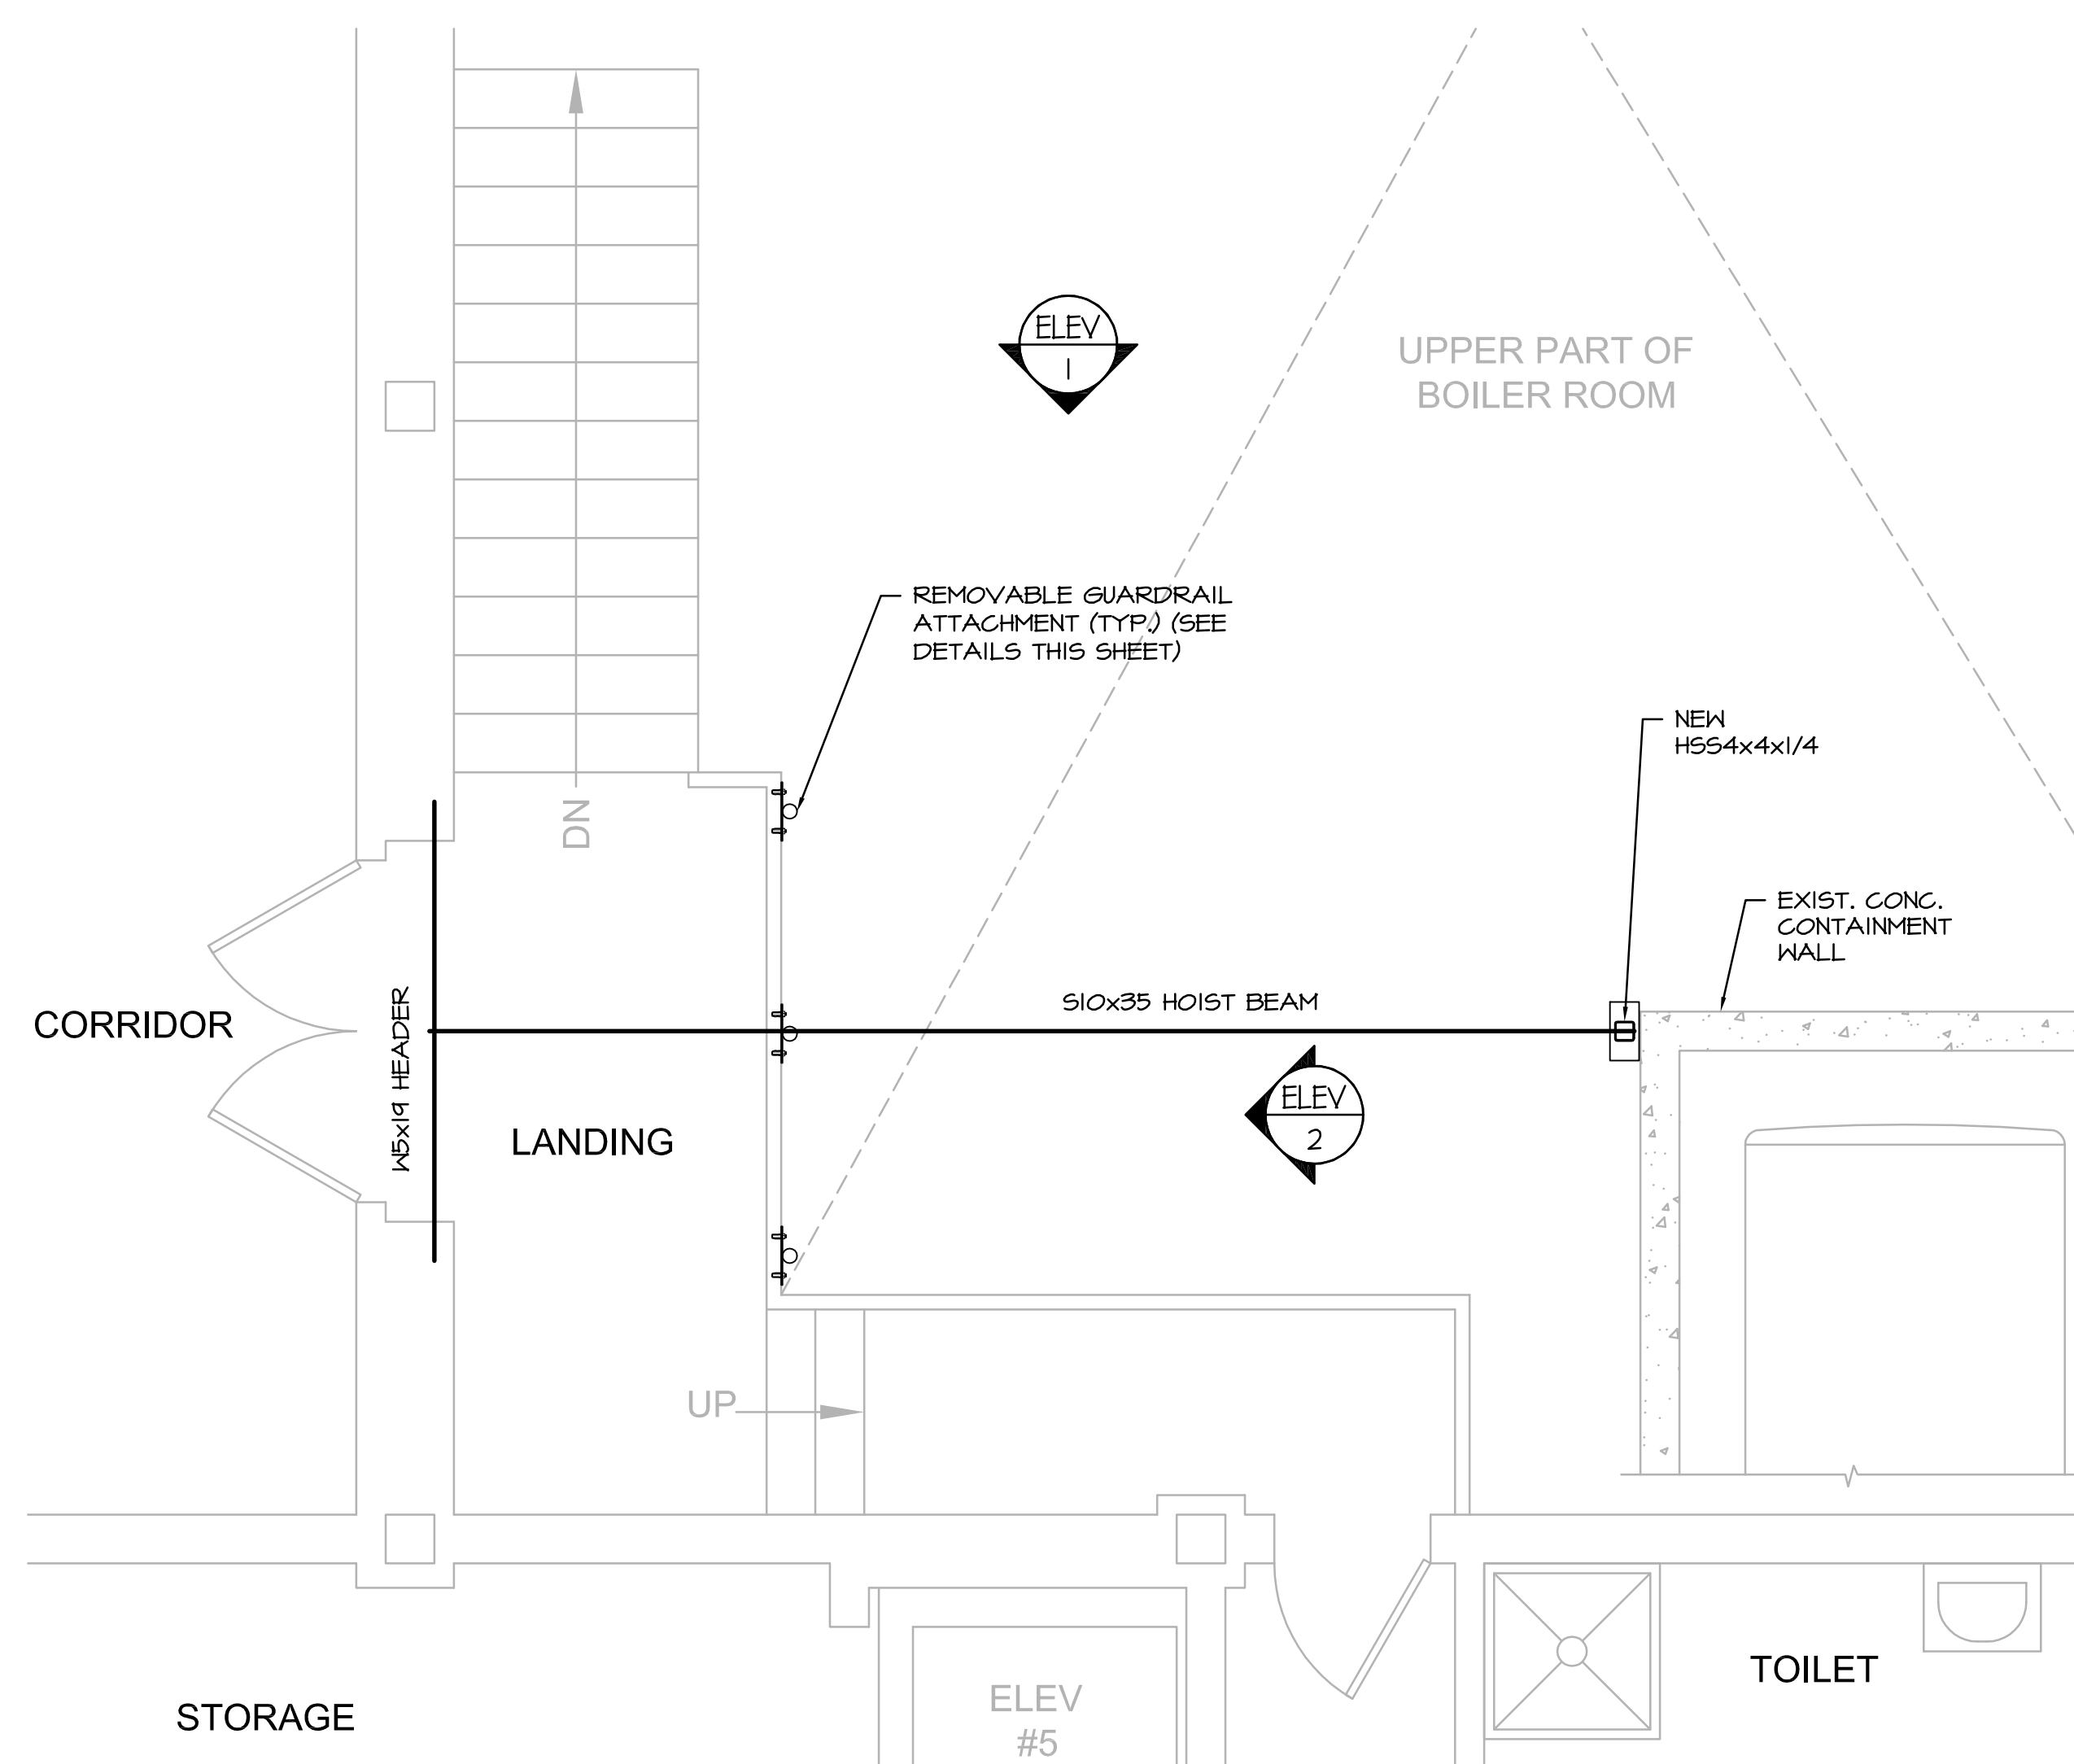 ELEV
1
UPPER PART OF
BOILER ROOM
REMOVABLE GUARDRAIL
ATTACHMENT (TYP.) (SEE
DETAILS THIS SHEET)
NEW
HSS4x4x1/4
DN
EXIST. CONC.
CONTAINMENT
WALL
CORRIDOR
W5x19 HEADER
S10x35 HOIST BEAM
LANDING
ELEV
2
UP
STORAGE
ELEV
#5
TOILET